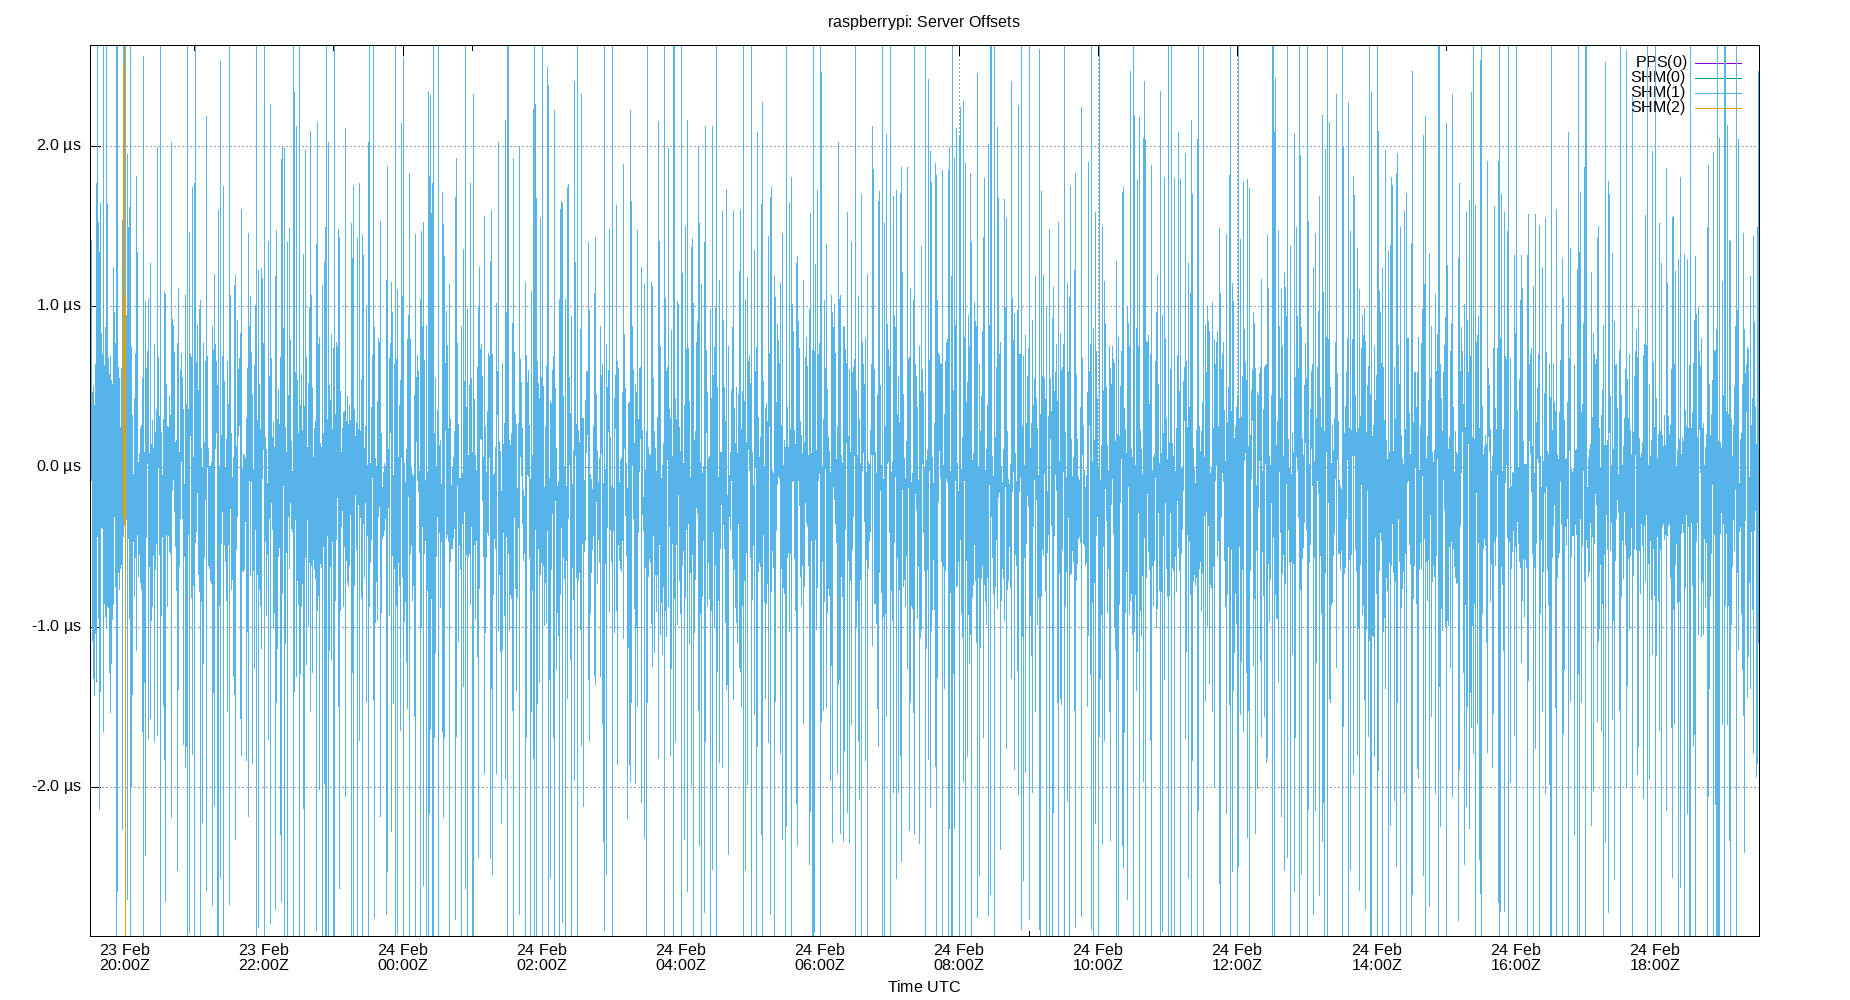 raspberrypi: Server Offsets
PPS(0)
SHM(0)
SHM(1)
SHM(2)
2.0 µs
1.0 µs
0.0 µs
-1.0 µs
-2.0 µs
23 Feb 23 Feb 24 Feb 24 Feb 24 Feb 24 Feb 24 Feb 24 Feb 24 Feb 24 Feb 24 Feb 24 Feb
20:00Z 22:00Z 00:00Z 02:00Z 04:00Z 06:00Z 08:00Z 10:00Z 12:00Z 14:00Z 16:00Z 18:00Z
Time UTC